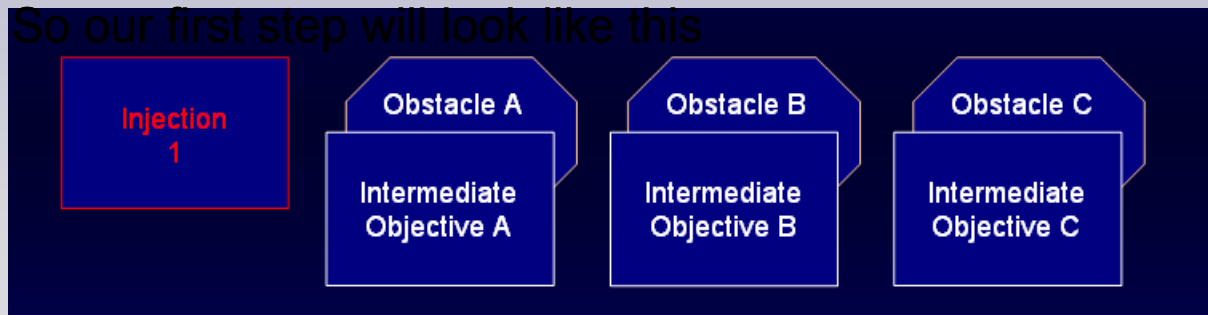 So our first step will look like this
Injection
1
Obstacle A
Intermediate
Objective A
Obstacle B
Intermediate
Objective B
Obstacle C
Intermediate
Objective C